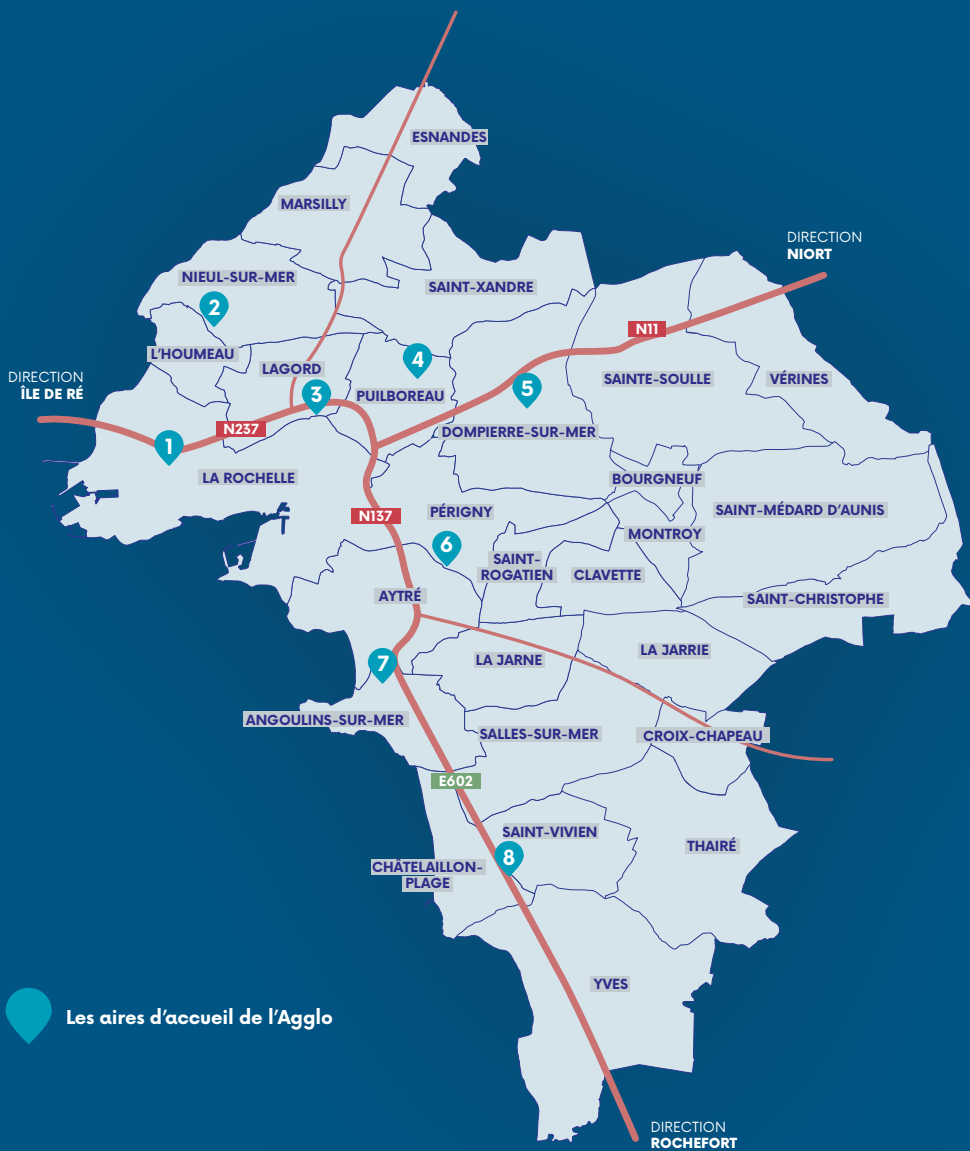 ESNANDES
MARSILLY
DIRECTION
NIORT
NIEUL-SUR-MER
SAINT-XANDRE
2
N11
L'HOUMEAU
4
LAGORD
DIRECTION
ÎLE DE RÉ
3
PUILBOREAU
5
SAINTE-SOULLE
VÉRINES
N237
DOMPIERRE-SUR-MER
1
LA ROCHELLE
BOURGNEUF
N137
PÉRIGNY
SAINT-MÉDARD D'AUNIS
MONTROY
6
SAINT-
ROGATIEN
CLAVETTE
AYTRÉ
SAINT-CHRISTOPHE
LA JARNE
LA JARRIE
7
ANGOULINS-SUR-MER
SALLES-SUR-MER
CROIX-CHAPEAU
E602
SAINT-VIVIEN
THAIRÉ
8
CHÂTELAILLON-
PLAGE
YVES
Les aires d'accueil de l'Agglo
DIRECTION
ROCHEFORT